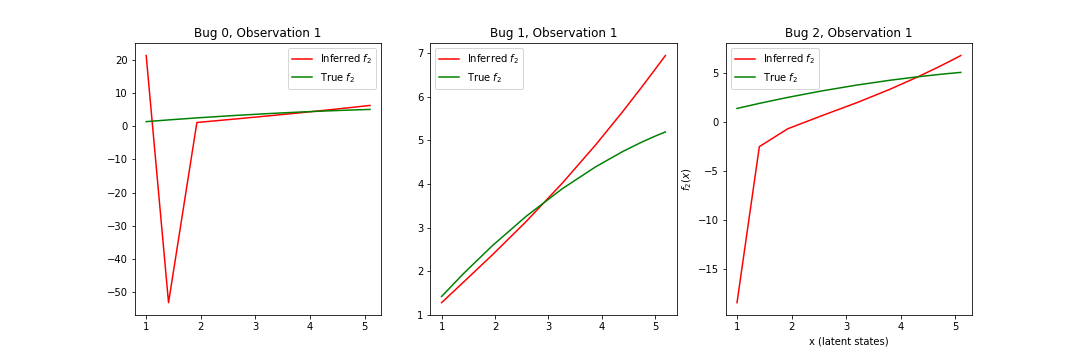 Bug 0, Observation 1
Inferred f₂
True f₂
20
10
0
−10
−20
−30
−40
−50
1 2 3 4 5
Bug 1, Observation 1
Inferred f₂
True f₂
7
6
5
4
3
2
1
1 2 3 4 5
Bug 2, Observation 1
Inferred f₂
True f₂
f₂(x)
5
0
−5
−10
−15
1 2 3 4 5
x (latent states)